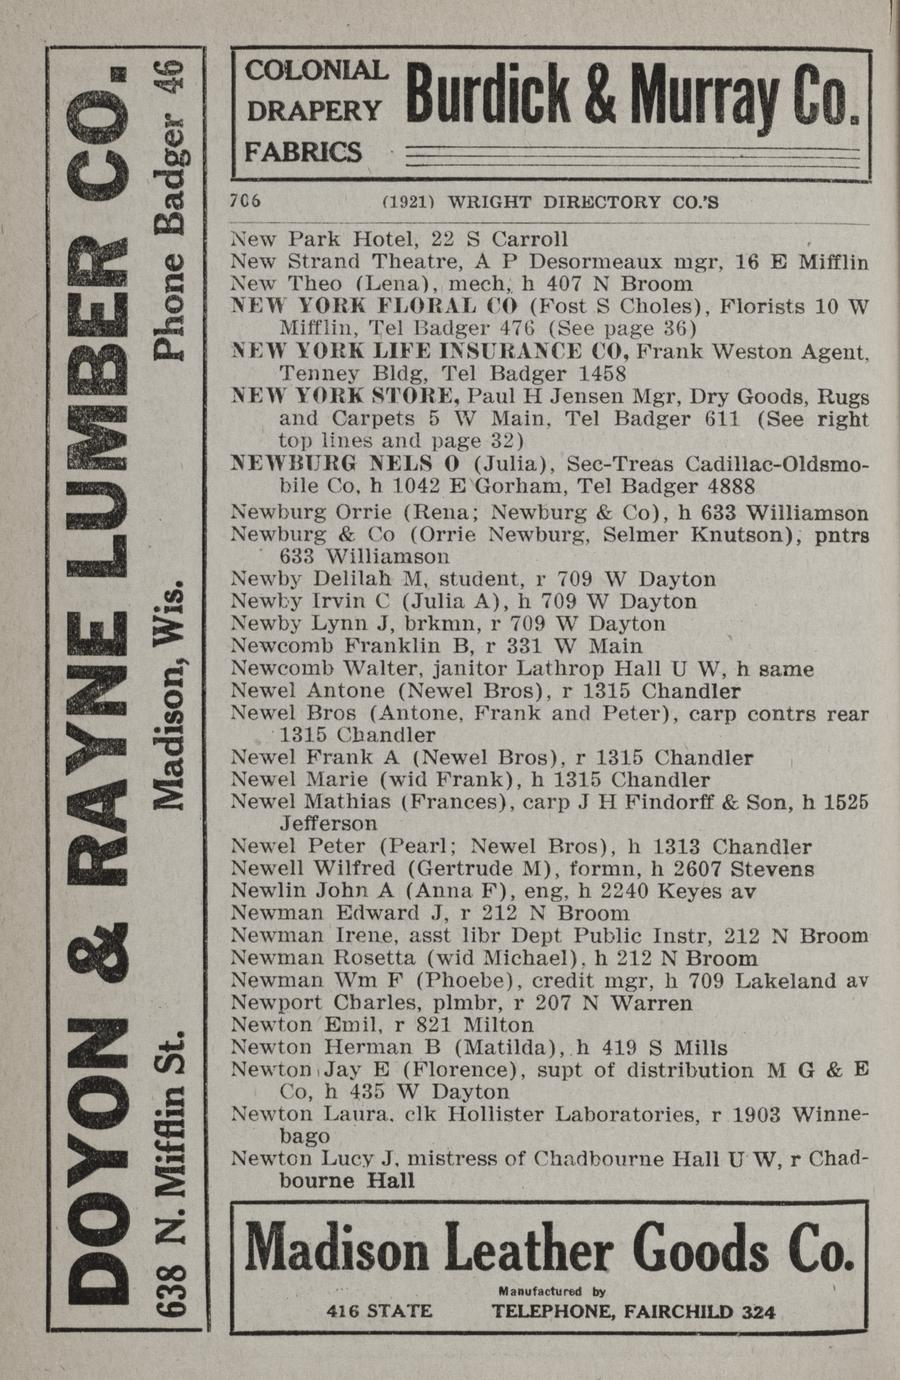 DOYON & RAYNE LUMBER CO.
638 N. Mifflin St. Madison, Wis. Phone Badger 46
COLONIAL
DRAPERY
FABRICS
Burdick & Murray Co.
706 (1921) WRIGHT DIRECTORY CO.'S
New Park Hotel, 22 S Carroll
New Strand Theatre, A P Desormeaux mgr, 16 E Mifflin
New Theo (Lena), mech, h 407 N Broom
NEW YORK FLORAL CO (Fost S Choles), Florists 10 W
Mifflin, Tel Badger 476 (See page 36)
NEW YORK LIFE INSURANCE CO, Frank Weston Agent,
Tenney Bldg, Tel Badger 1458
NEW YORK STORE, Paul H Jensen Mgr, Dry Goods, Rugs
and Carpets 5 W Main, Tel Badger 611 (See right
top lines and page 32)
NEWBURG NELS O (Julia), Sec-Treas Cadillac-Oldsmo-
bile Co, h 1042 E Gorham, Tel Badger 4888
Newburg Orrie (Rena; Newburg & Co), h 633 Williamson
Newburg & Co (Orrie Newburg, Selmer Knutson), pntrs
633 Williamson
Newby Delilah M, student, r 709 W Dayton
Newby Irvin C (Julia A), h 709 W Dayton
Newby Lynn J, brkmn, r 709 W Dayton
Newcomb Franklin B, r 331 W Main
Newcomb Walter, janitor Lathrop Hall U W, h same
Newel Antone (Newel Bros), r 1315 Chandler
Newel Bros (Antone, Frank and Peter), carp contrs rear
1315 Chandler
Newel Frank A (Newel Bros), r 1315 Chandler
Newel Marie (wid Frank), h 1315 Chandler
Newel Mathias (Frances), carp J H Findorff & Son, h 1525
Jefferson
Newel Peter (Pearl; Newel Bros), h 1313 Chandler
Newell Wilfred (Gertrude M), formn, h 2607 Stevens
Newlin John A (Anna F), eng, h 2240 Keyes av
Newman Edward J, r 212 N Broom
Newman Irene, asst libr Dept Public Instr, 212 N Broom
Newman Rosetta (wid Michael), h 212 N Broom
Newman Wm F (Phoebe), credit mgr, h 709 Lakeland av
Newport Charles, plmbr, r 207 N Warren
Newton Emil, r 821 Milton
Newton Herman B (Matilda), h 419 S Mills
Newton Jay E (Florence), supt of distribution M G & E
Co, h 435 W Dayton
Newton Laura, clk Hollister Laboratories, r 1903 Winne-
bago
Newton Lucy J, mistress of Chadbourne Hall U W, r Chad-
bourne Hall
Madison Leather Goods Co.
Manufactured by
416 STATE TELEPHONE, FAIRCHILD 324